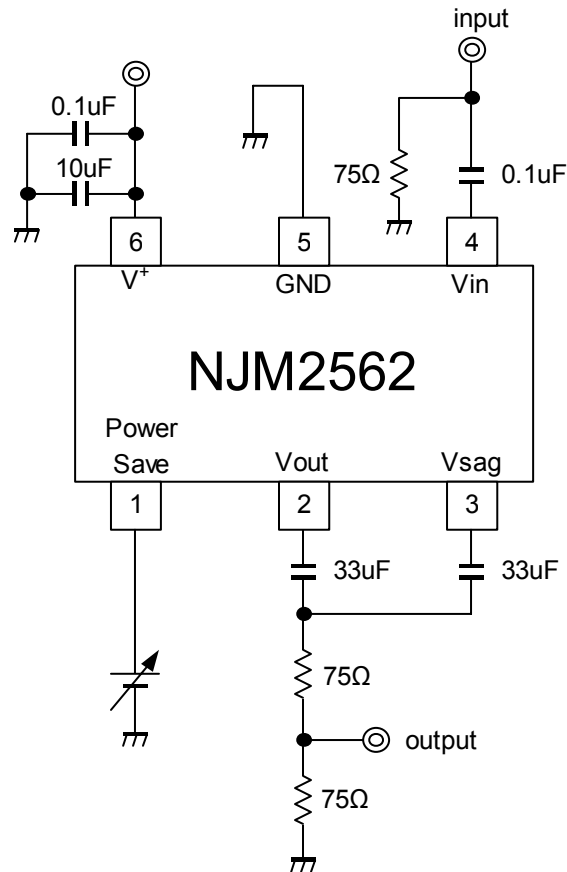 input
0.1uF
10uF
75Ω
0.1uF
6
5
4
V+
GND
Vin
NJM2562
Power
Save
Vout
Vsag
1
2
3
33uF
33uF
75Ω
output
75Ω